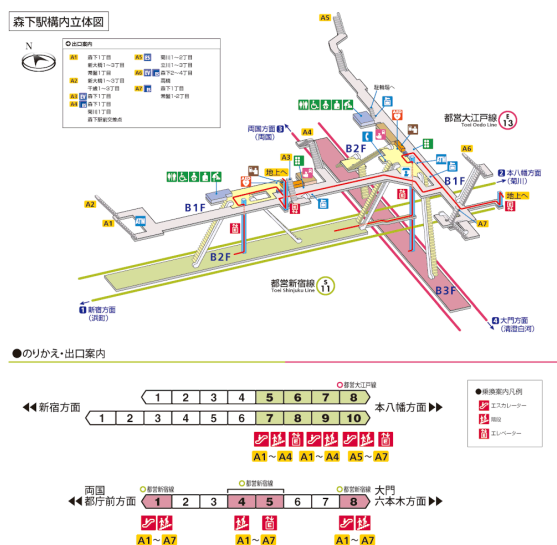 森下駅構内立体図
N
出口案内
A1 森下1丁目
新大橋1〜3丁目
常盤1丁目
A2 新大橋1〜3丁目
千歳1〜3丁目
A3 森下1丁目
A4 森下1丁目
菊川1丁目
森下駅前交差点
A5 菊川1〜2丁目
立川1〜3丁目
A6 森下2〜4丁目
高橋
A7 森下1丁目
常盤1-2丁目
A5
駐輪場へ
都営大江戸線
Toei Oedo Line
E
13
両国方面 3
(両国)
A4
B2F
A6
A3
地上へ
B1F
2 本八幡方面
(菊川)
地上へ
A2
A1
B1F
A7
B2F
都営新宿線
Toei Shinjuku Line
S
11
B3F
1 新宿方面
(浜町)
4 大門方面
(清澄白河)
●のりかえ・出口案内
都営大江戸線
新宿方面
1 2 3 4 5 6 7 8
本八幡方面
1 2 3 4 5 6 7 8 9 10
A1〜A4 A1〜A4 A5〜A7
●乗換案内凡例
エスカレーター
階段
エレベーター
両国
都庁前方面
都営新宿線 都営新宿線 都営新宿線
1 2 3 4 5 6 7 8
大門
六本木方面
A1〜A7 A1〜A7 A1〜A7